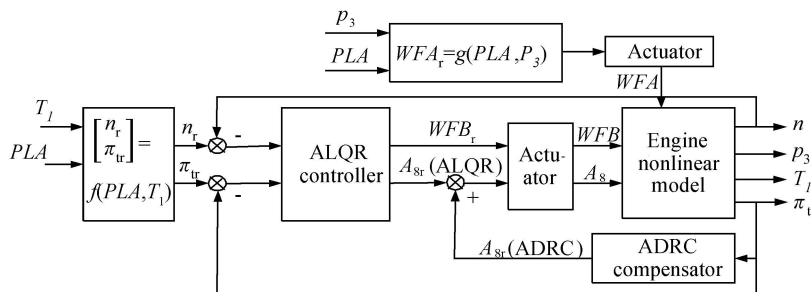 p3
PLA
WFAr=g(PLA,P3)
Actuator
WFA
T1
PLA
[nr
πtr]=
f(PLA,T1)
nr
-
πtr
-
ALQR
controller
WFBr
A8r(ALQR)
+
Actu-
ator
WFB
A8
Engine
nonlinear
model
n
p3
T1
πt
A8r(ADRC)
ADRC
compensator